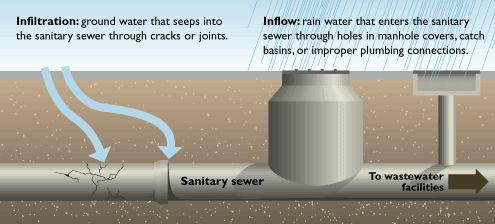 Infiltration: ground water that seeps into
the sanitary sewer through cracks or joints.
Inflow: rain water that enters the sanitary
sewer through holes in manhole covers, catch
basins, or improper plumbing connections.
Sanitary sewer
To wastewater
facilities